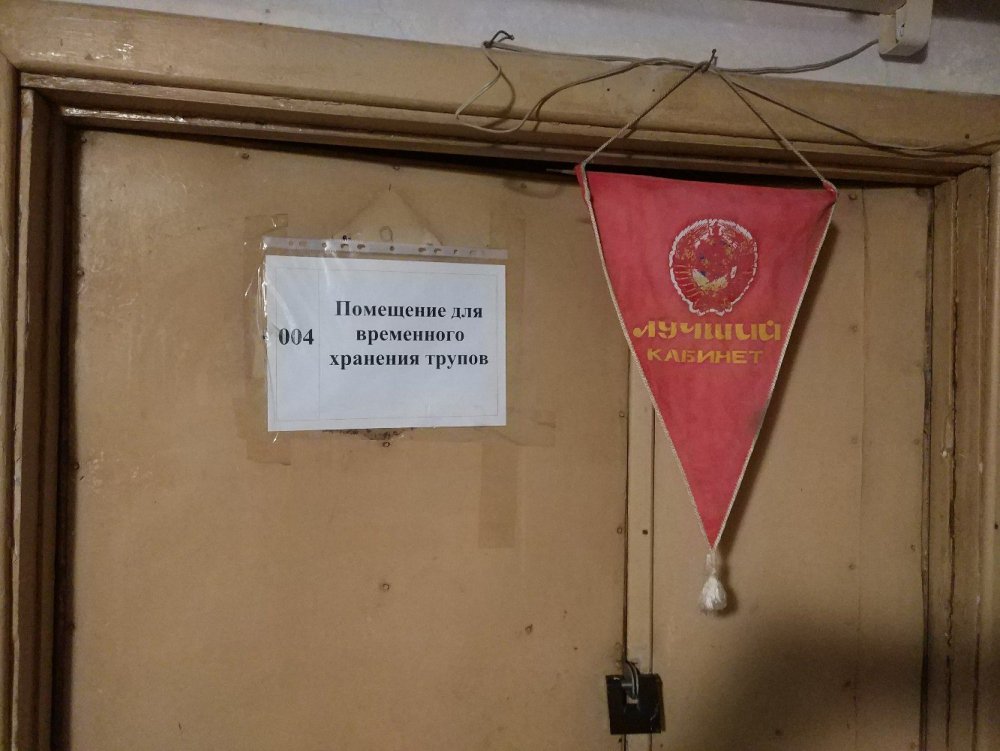 004
Помещение для
временного
хранения трупов
ЛУЧШИЙ
КАБИНЕТ